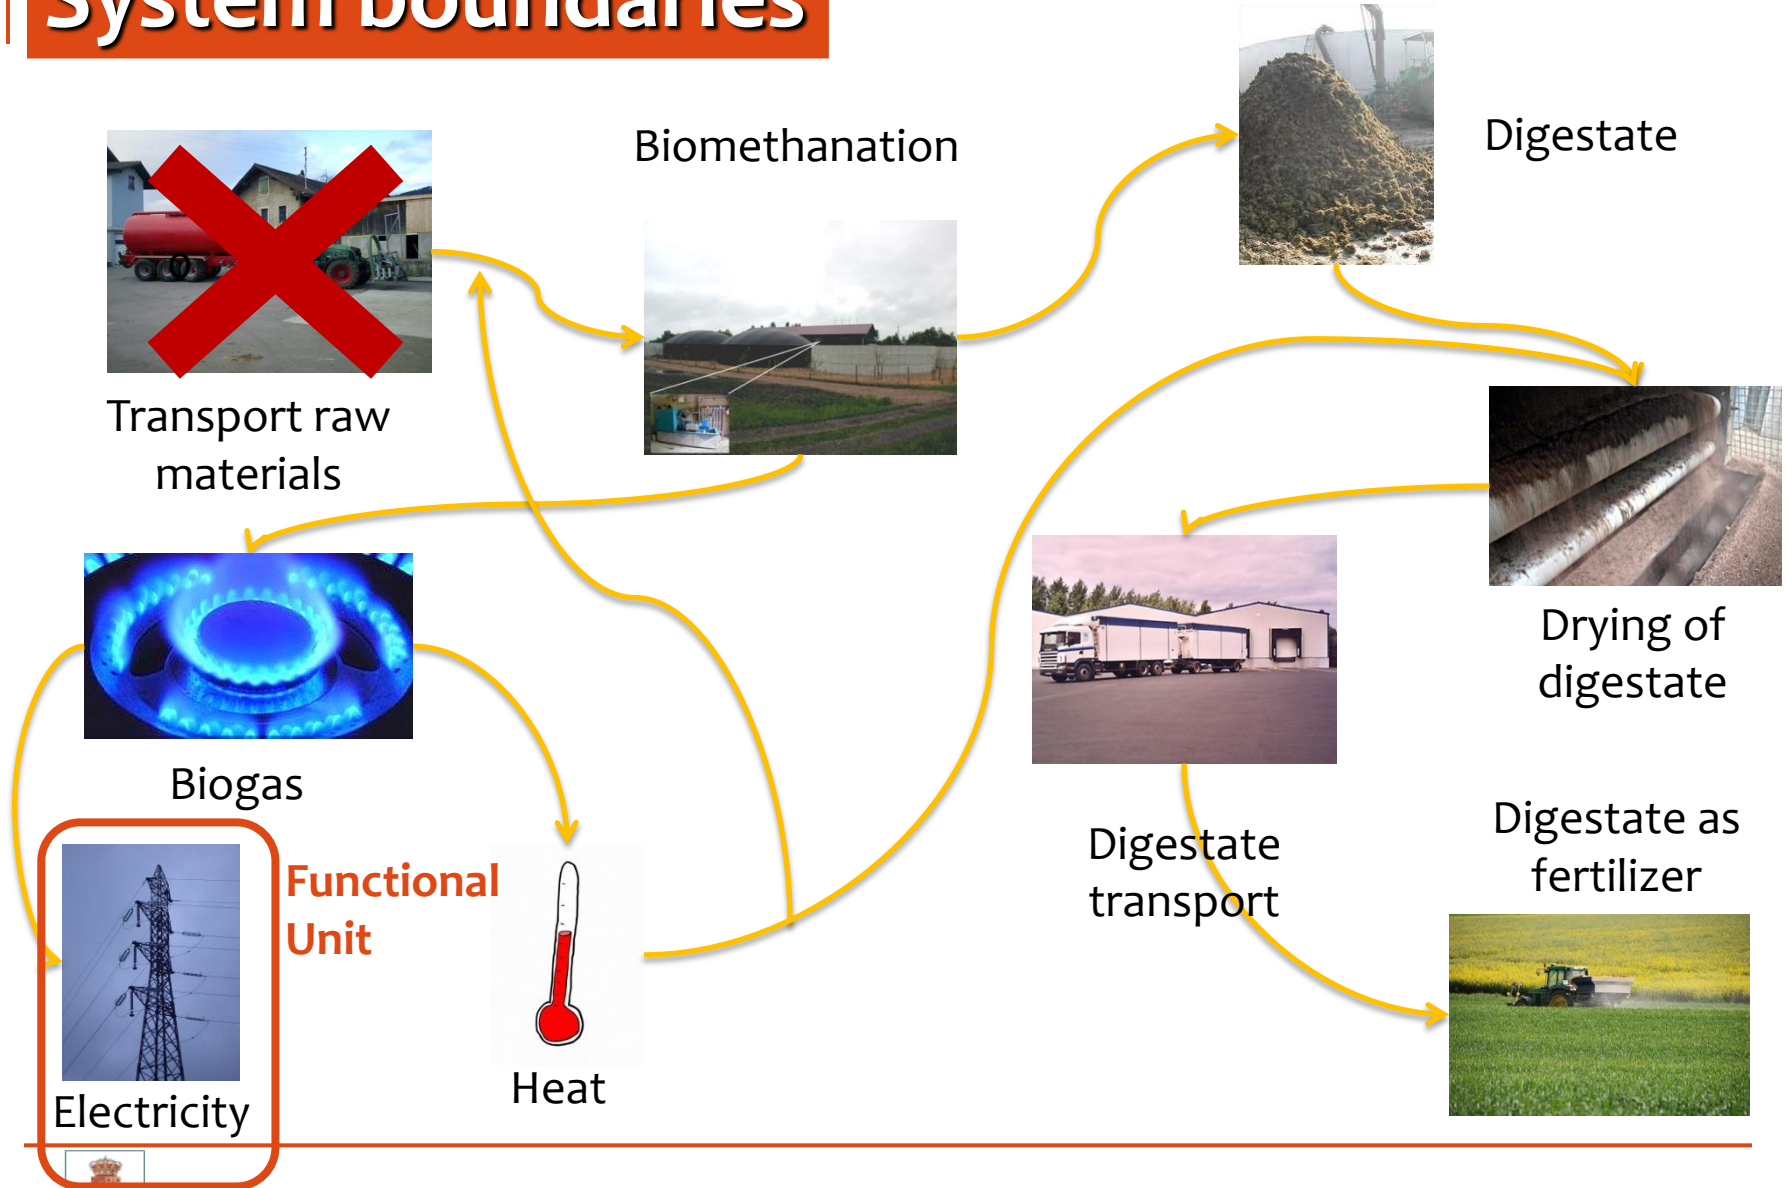 System boundaries
Biomethanation
Digestate
Transport raw
materials
Drying of
digestate
Biogas
Digestate as
fertilizer
Digestate
transport
Functional
Unit
Electricity
Heat